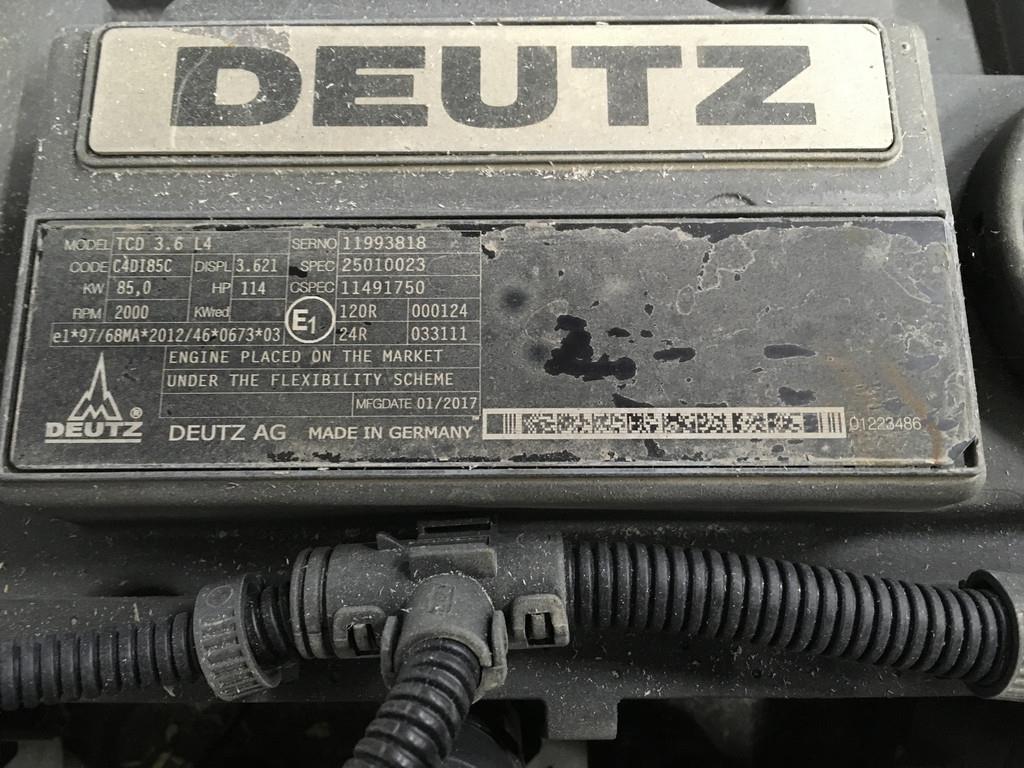 DEUTZ
MODEL TCD 3.6 L4 SERNO 11993818
CODE C4DI85C DISPL 3.621 SPEC 25010023
KW 85,0 HP 114 CSPEC 11491750
RPM 2000 KWred E1 120R 000124
e1*97/68MA*2012/46*0673*03 24R 033111
ENGINE PLACED ON THE MARKET
UNDER THE FLEXIBILITY SCHEME
MFGDATE 01/2017
DEUTZ ® DEUTZ AG MADE IN GERMANY 01223486